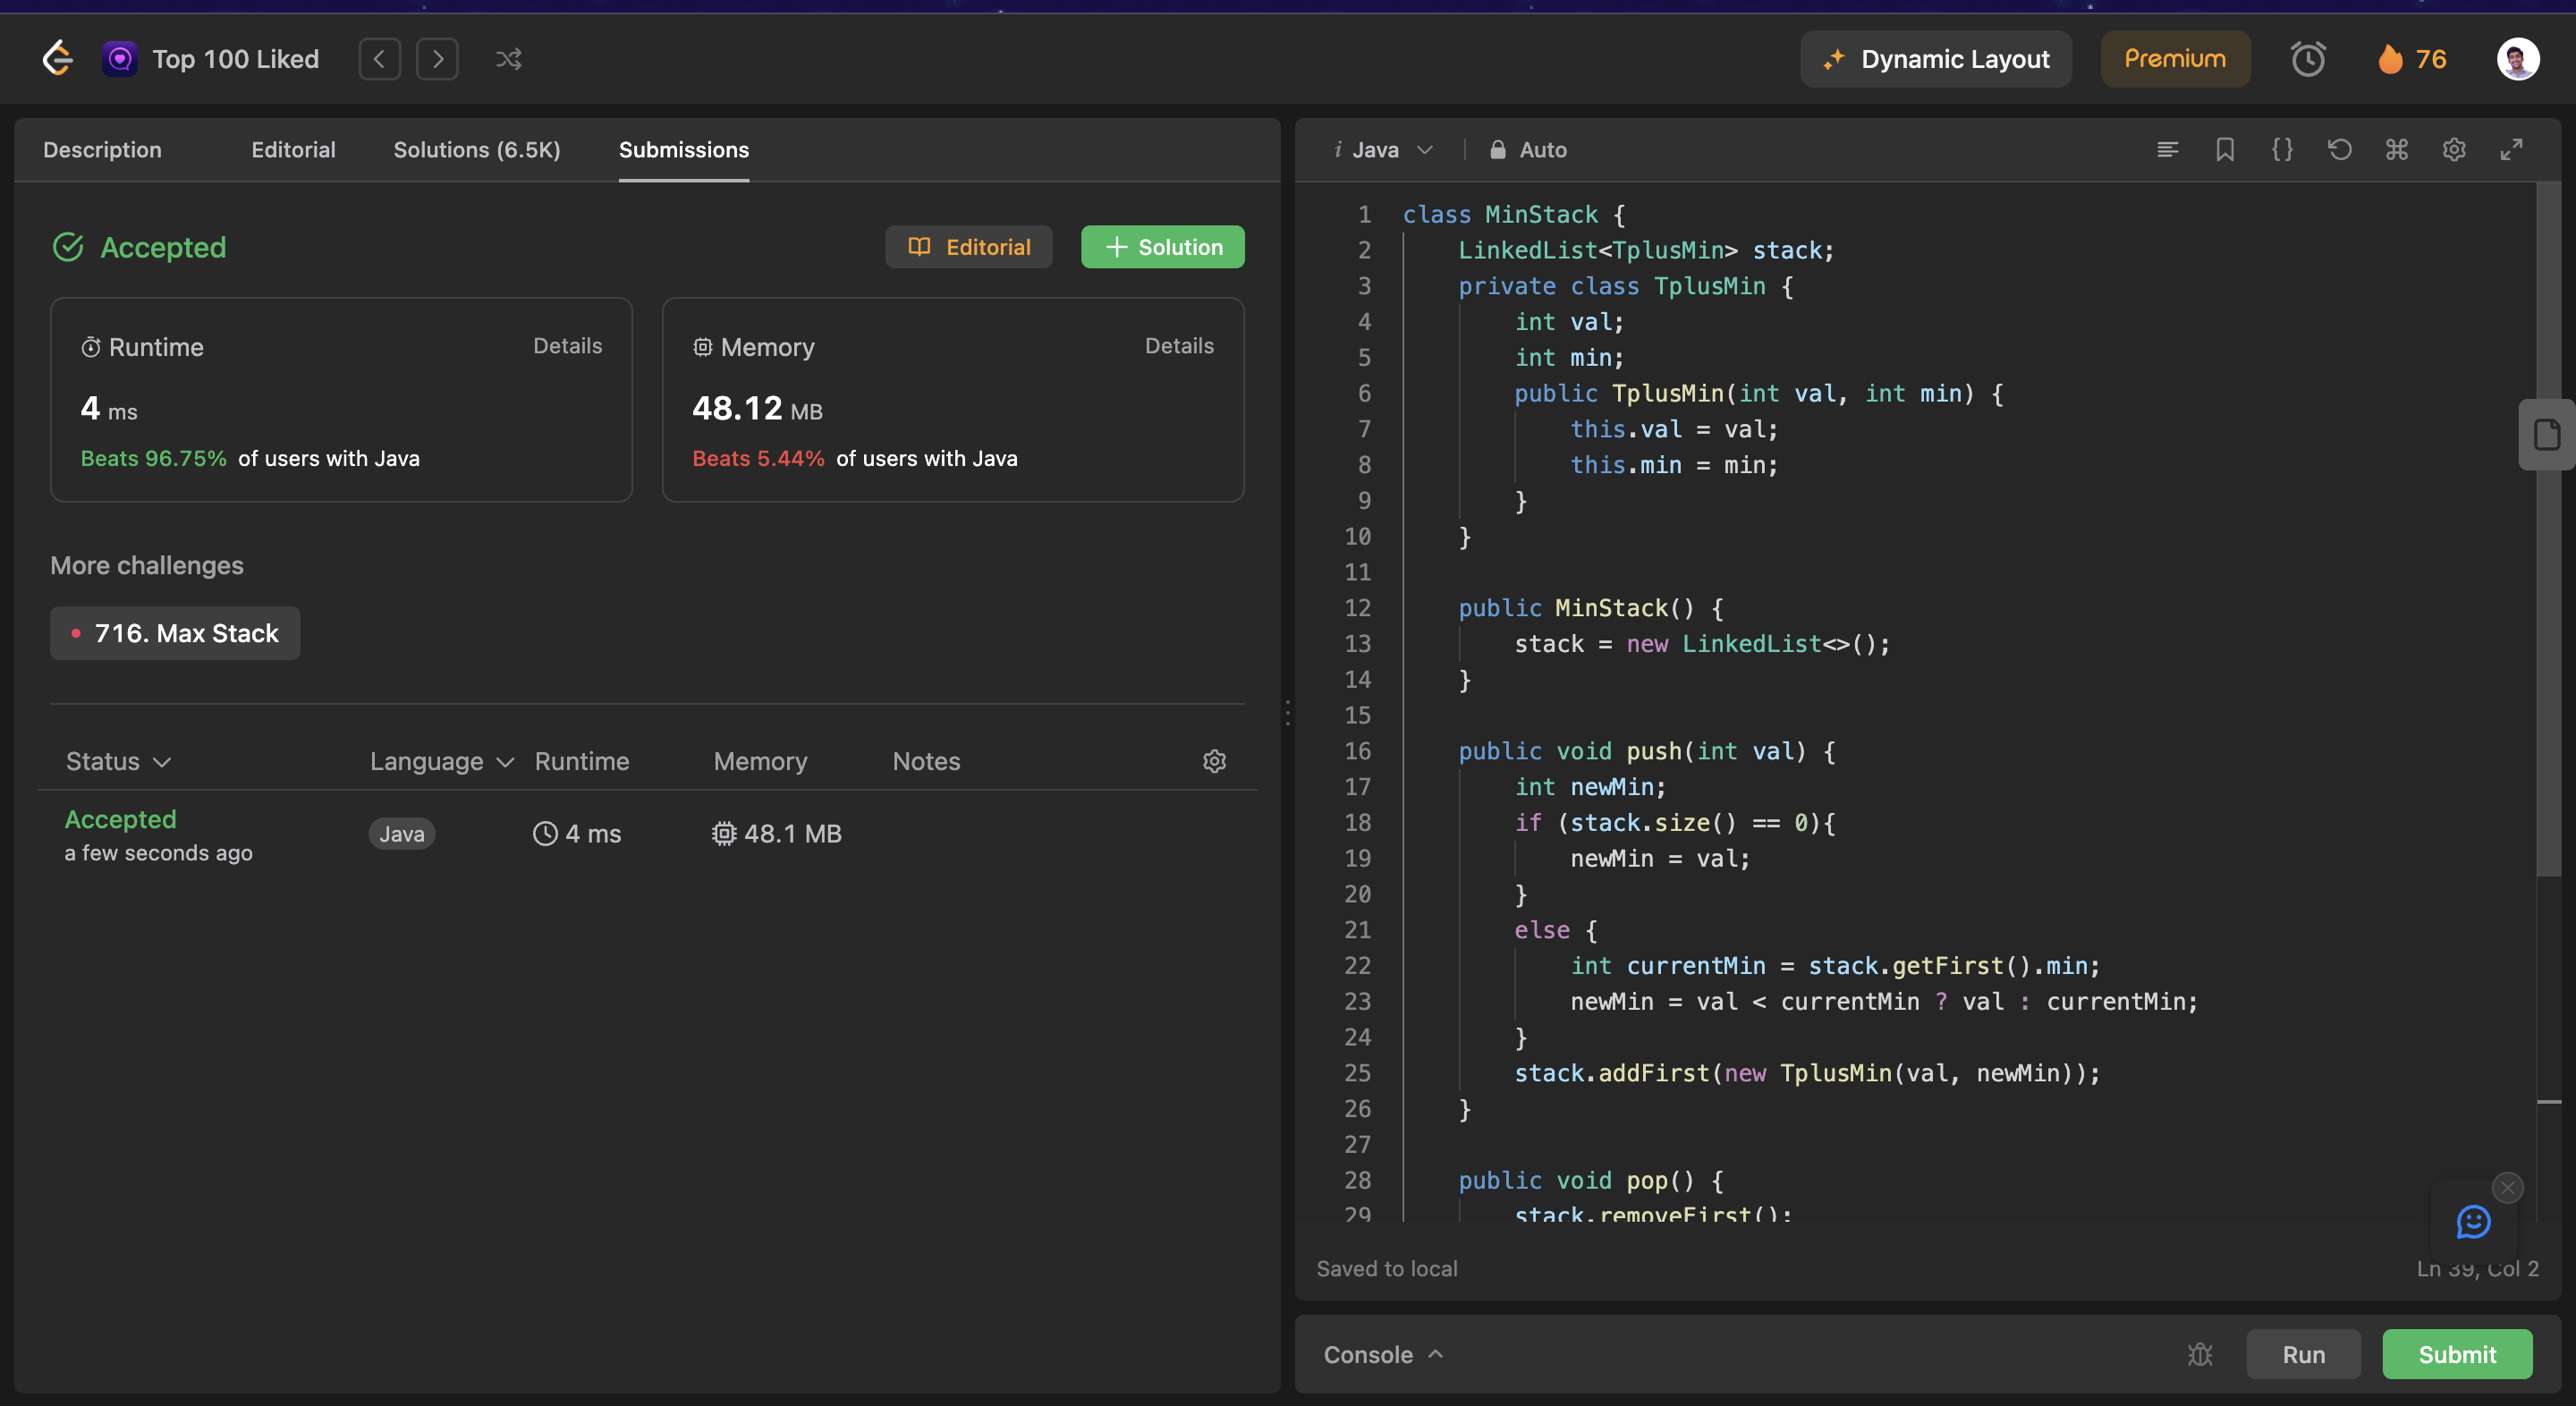 Top 100 Liked
Dynamic Layout
Premium
76
Description
Editorial
Solutions (6.5K)
Submissions
Accepted
Editorial
Solution
Runtime
Details
4 ms
Beats 96.75% of users with Java
Memory
Details
48.12 MB
Beats 5.44% of users with Java
More challenges
716. Max Stack
Status
Language
Runtime
Memory
Notes
Accepted
a few seconds ago
Java
4 ms
48.1 MB
i Java
Auto
1 class MinStack {
2     LinkedList<TplusMin> stack;
3     private class TplusMin {
4         int val;
5         int min;
6         public TplusMin(int val, int min) {
7             this.val = val;
8             this.min = min;
9         }
10     }
11
12     public MinStack() {
13         stack = new LinkedList<>();
14     }
15
16     public void push(int val) {
17         int newMin;
18         if (stack.size() == 0){
19             newMin = val;
20         }
21         else {
22             int currentMin = stack.getFirst().min;
23             newMin = val < currentMin ? val : currentMin;
24         }
25         stack.addFirst(new TplusMin(val, newMin));
26     }
27
28     public void pop() {
29         stack.removeFirst();
Saved to local
Ln 39, Col 2
Console
Run
Submit